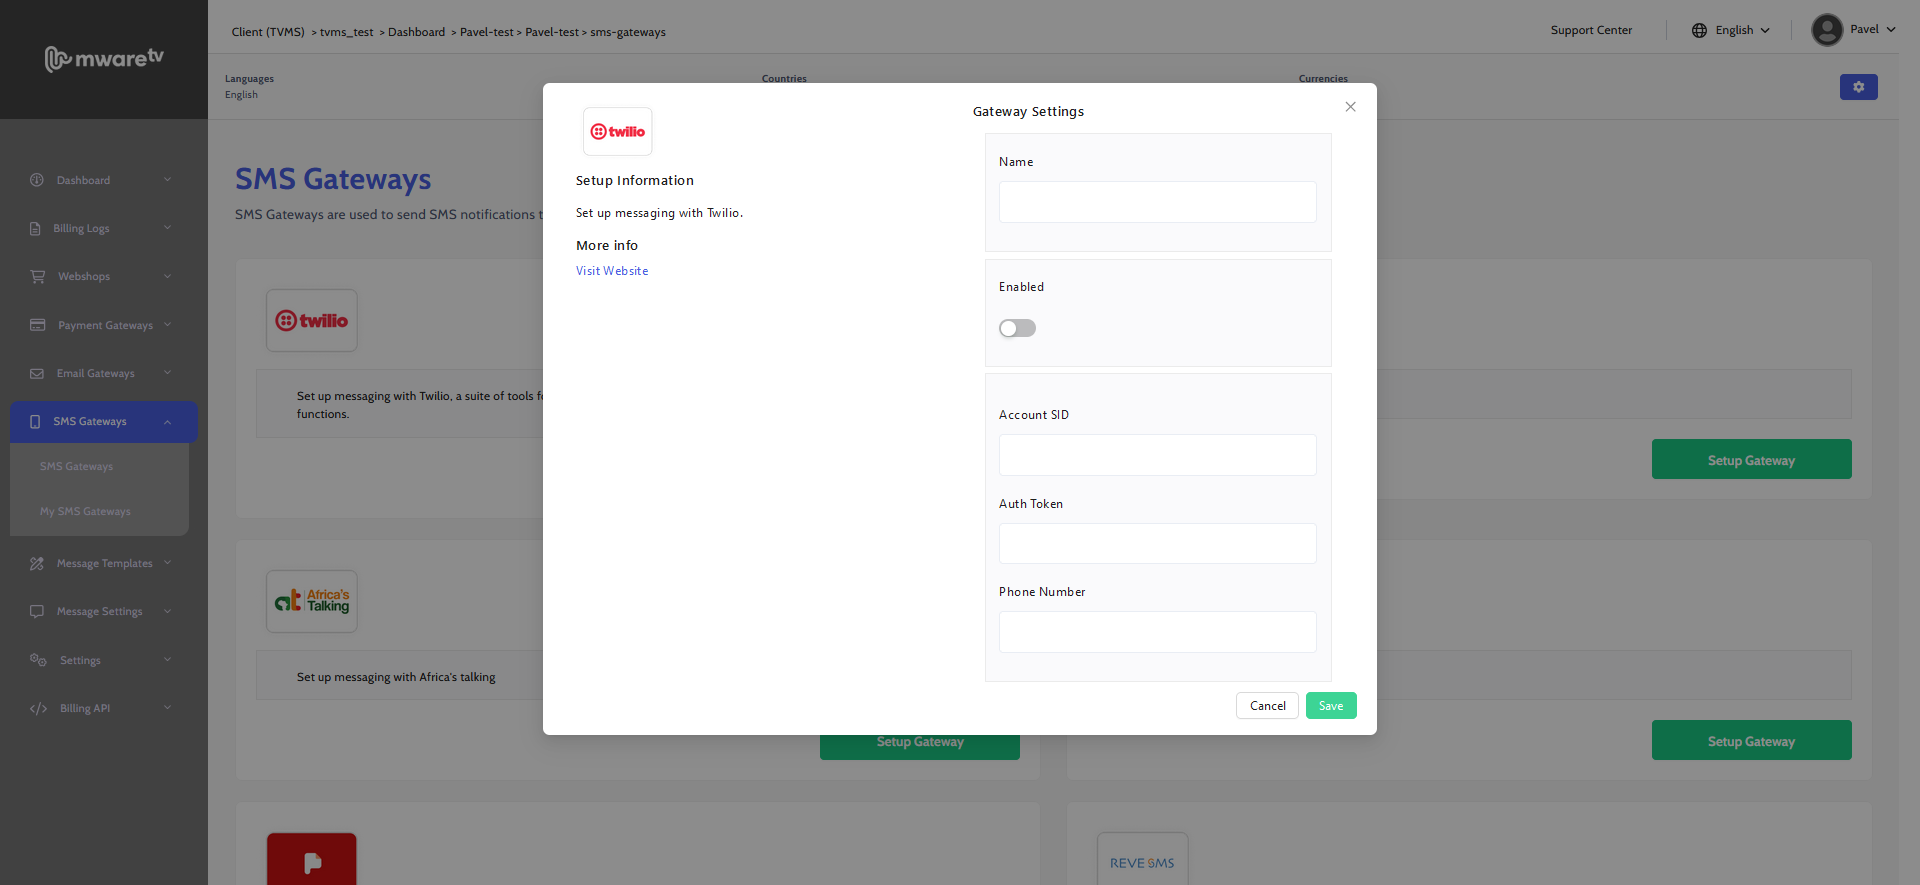 mwaretv
Client (TVMS) > tvms_test > Dashboard > Pavel-test > Pavel-test > sms-gateways
Support Center
English
Pavel
Languages
English
Countries
Currencies
Dashboard
Billing Logs
Webshops
Payment Gateways
Email Gateways
SMS Gateways
SMS Gateways
My SMS Gateways
Message Templates
Message Settings
Settings
Billing API
SMS Gateways
SMS Gateways are used to send SMS notifications t
twilio
Set up messaging with Twilio, a suite of tools fo
functions.
Setup Gateway
Africa's
Talking
Set up messaging with Africa's talking
Setup Gateway
Setup Gateway
REVE SMS
twilio
Setup Information
Set up messaging with Twilio.
More info
Visit Website
Gateway Settings
Name
Enabled
Account SID
Auth Token
Phone Number
Cancel
Save